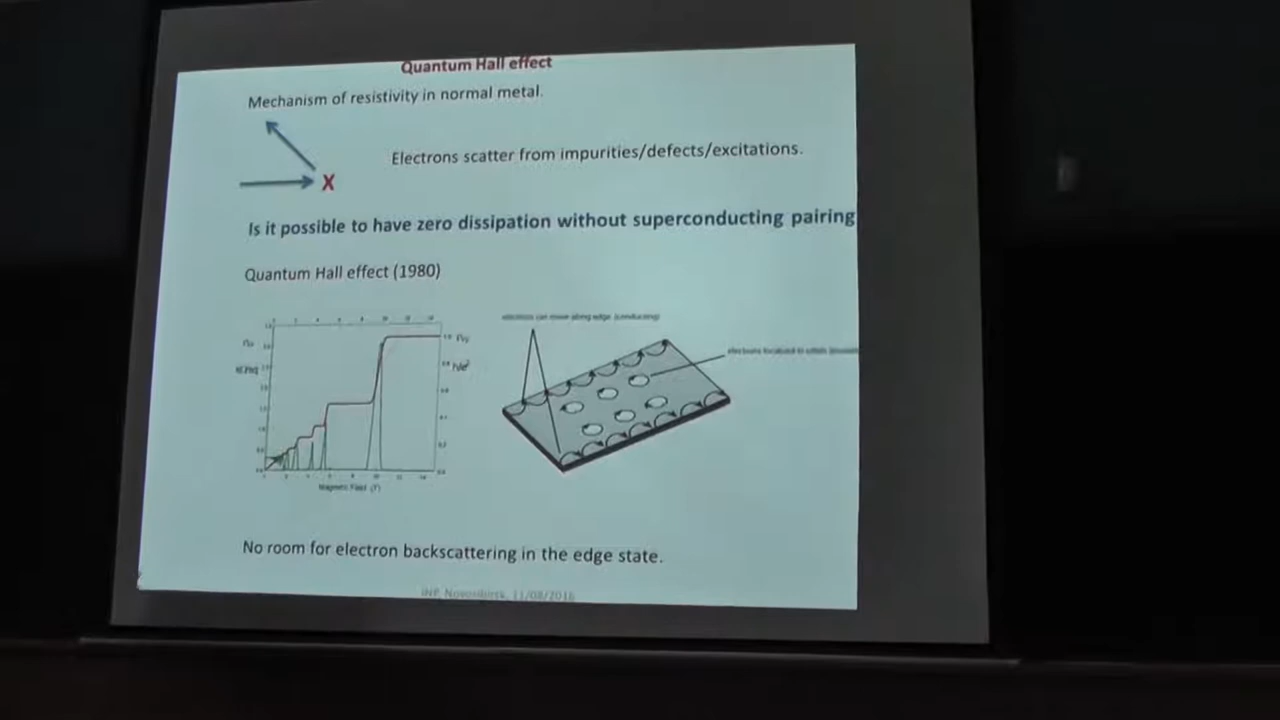 Quantum Hall effect
Mechanism of resistivity in normal metal.
Electrons scatter from impurities/defects/excitations.
X
Is it possible to have zero dissipation without superconducting pairing
Quantum Hall effect (1980)
electrons can move along edge (conducting)
electrons localized in orbits
h/e²
Magnetic Field (T)
No room for electron backscattering in the edge state.
INP, Novosibirsk, 11/08/2016